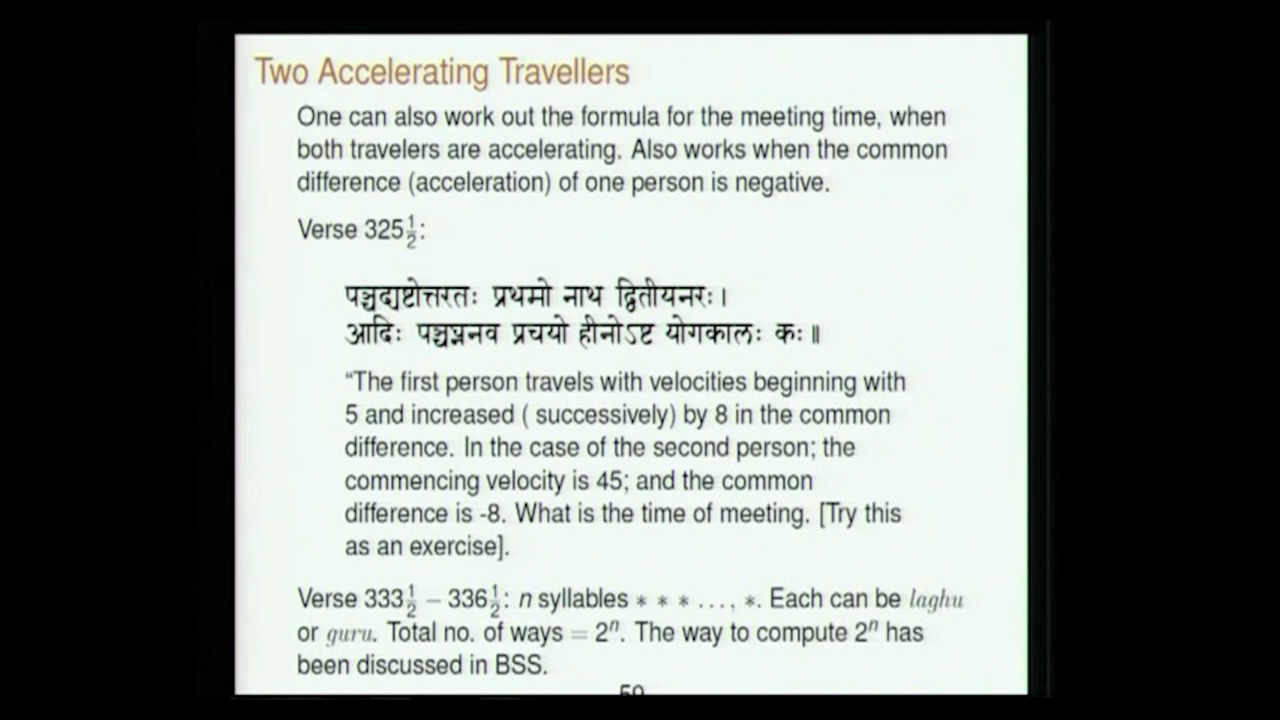 Two Accelerating Travellers
One can also work out the formula for the meeting time, when
both travelers are accelerating. Also works when the common
difference (acceleration) of one person is negative.
Verse 325½:
पञ्चाद्यष्टोत्तरतः प्रथमो नाथ द्वितीयनरः।
आदिः पञ्चघ्ननव प्रचयो हीनोऽष्ट योगकालः कः॥
“The first person travels with velocities beginning with
5 and increased ( successively) by 8 in the common
difference. In the case of the second person; the
commencing velocity is 45; and the common
difference is -8. What is the time of meeting. [Try this
as an exercise].
Verse 333½ – 336½: n syllables ∗ ∗ ∗ ..., ∗. Each can be laghu
or guru. Total no. of ways = 2ⁿ. The way to compute 2ⁿ has
been discussed in BSS.